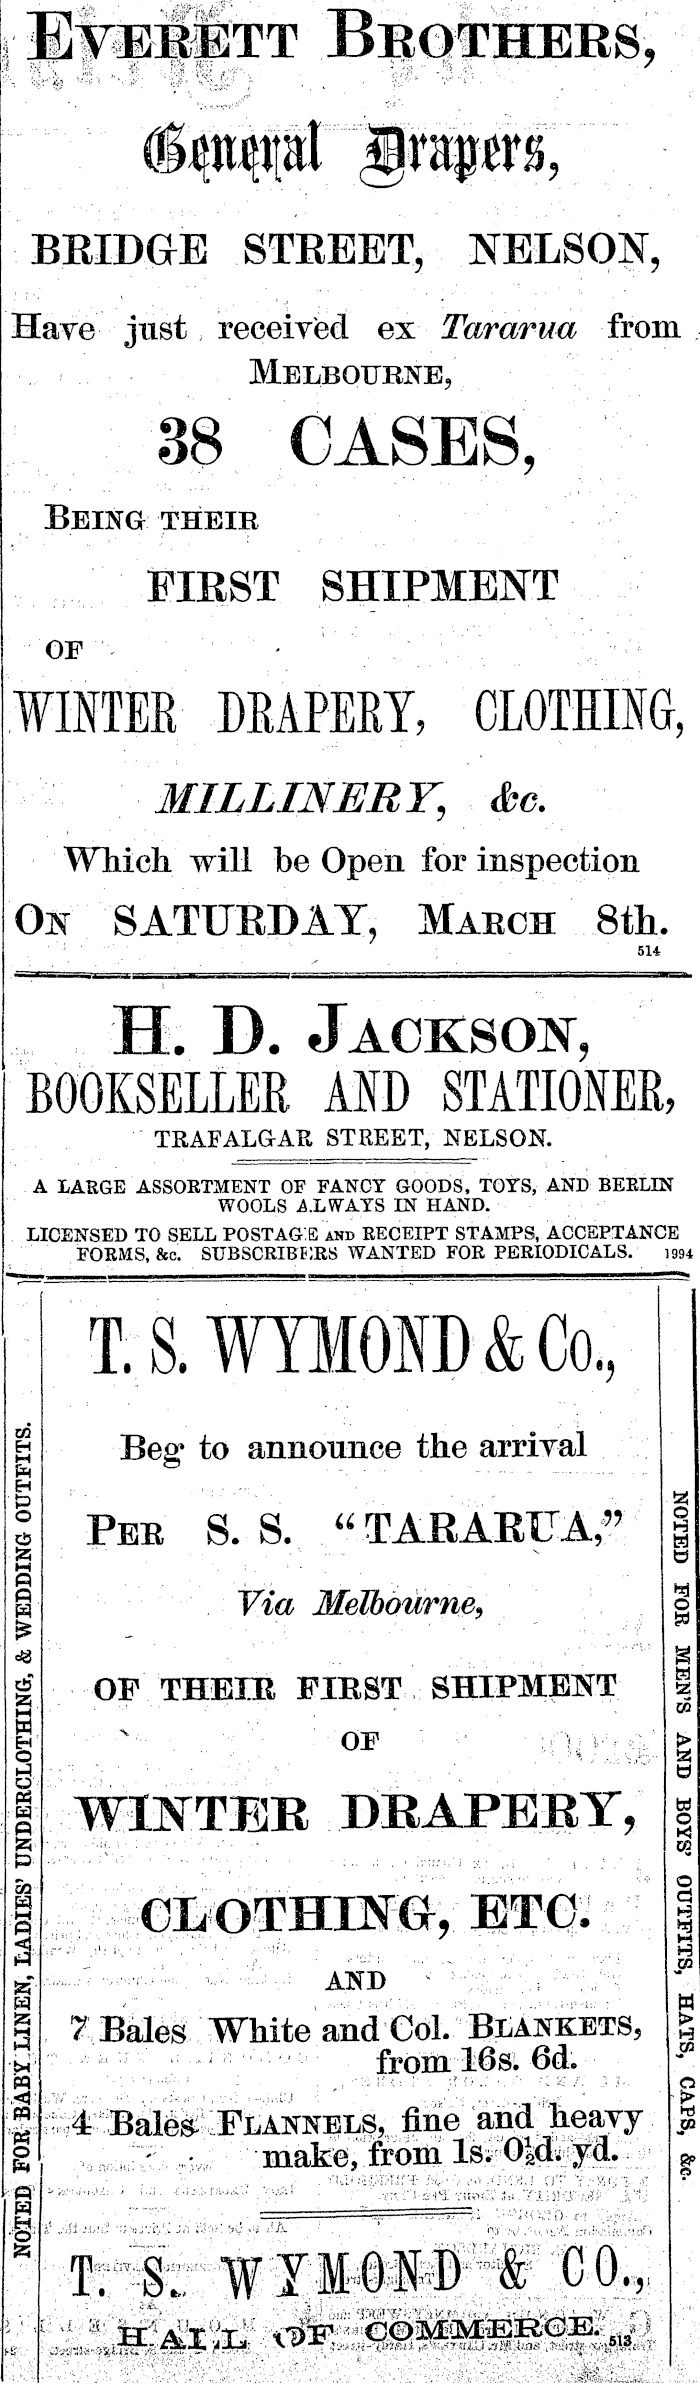 EVERETT BROTHERS,
General Drapers,
BRIDGE STREET, NELSON,
Have just received ex Tararua from
MELBOURNE,
38 CASES,
BEING THEIR
FIRST SHIPMENT
OF
WINTER DRAPERY, CLOTHING,
MILLINERY, &c.
Which will be Open for inspection
ON SATURDAY, MARCH 8th.
514
H. D. JACKSON,
BOOKSELLER AND STATIONER,
TRAFALGAR STREET, NELSON.
A LARGE ASSORTMENT OF FANCY GOODS, TOYS, AND BERLIN
WOOLS ALWAYS IN HAND.
LICENSED TO SELL POSTAGE AND RECEIPT STAMPS, ACCEPTANCE
FORMS, &c. SUBSCRIBERS WANTED FOR PERIODICALS. 1994
NOTED FOR BABY LINEN, LADIES' UNDERCLOTHING, & WEDDING OUTFITS.
T. S. WYMOND & Co.,
Beg to announce the arrival
PER S. S. "TARARUA,"
Via Melbourne,
OF THEIR FIRST SHIPMENT
OF
WINTER DRAPERY,
CLOTHING, ETC.
AND
7 Bales White and Col. BLANKETS,
from 16s. 6d.
4 Bales FLANNELS, fine and heavy
make, from 1s. 0½d. yd.
T. S. WYMOND & CO.,
HALL OF COMMERCE. 513
NOTED FOR MEN'S AND BOYS' OUTFITS, HATS, CAPS, &c.